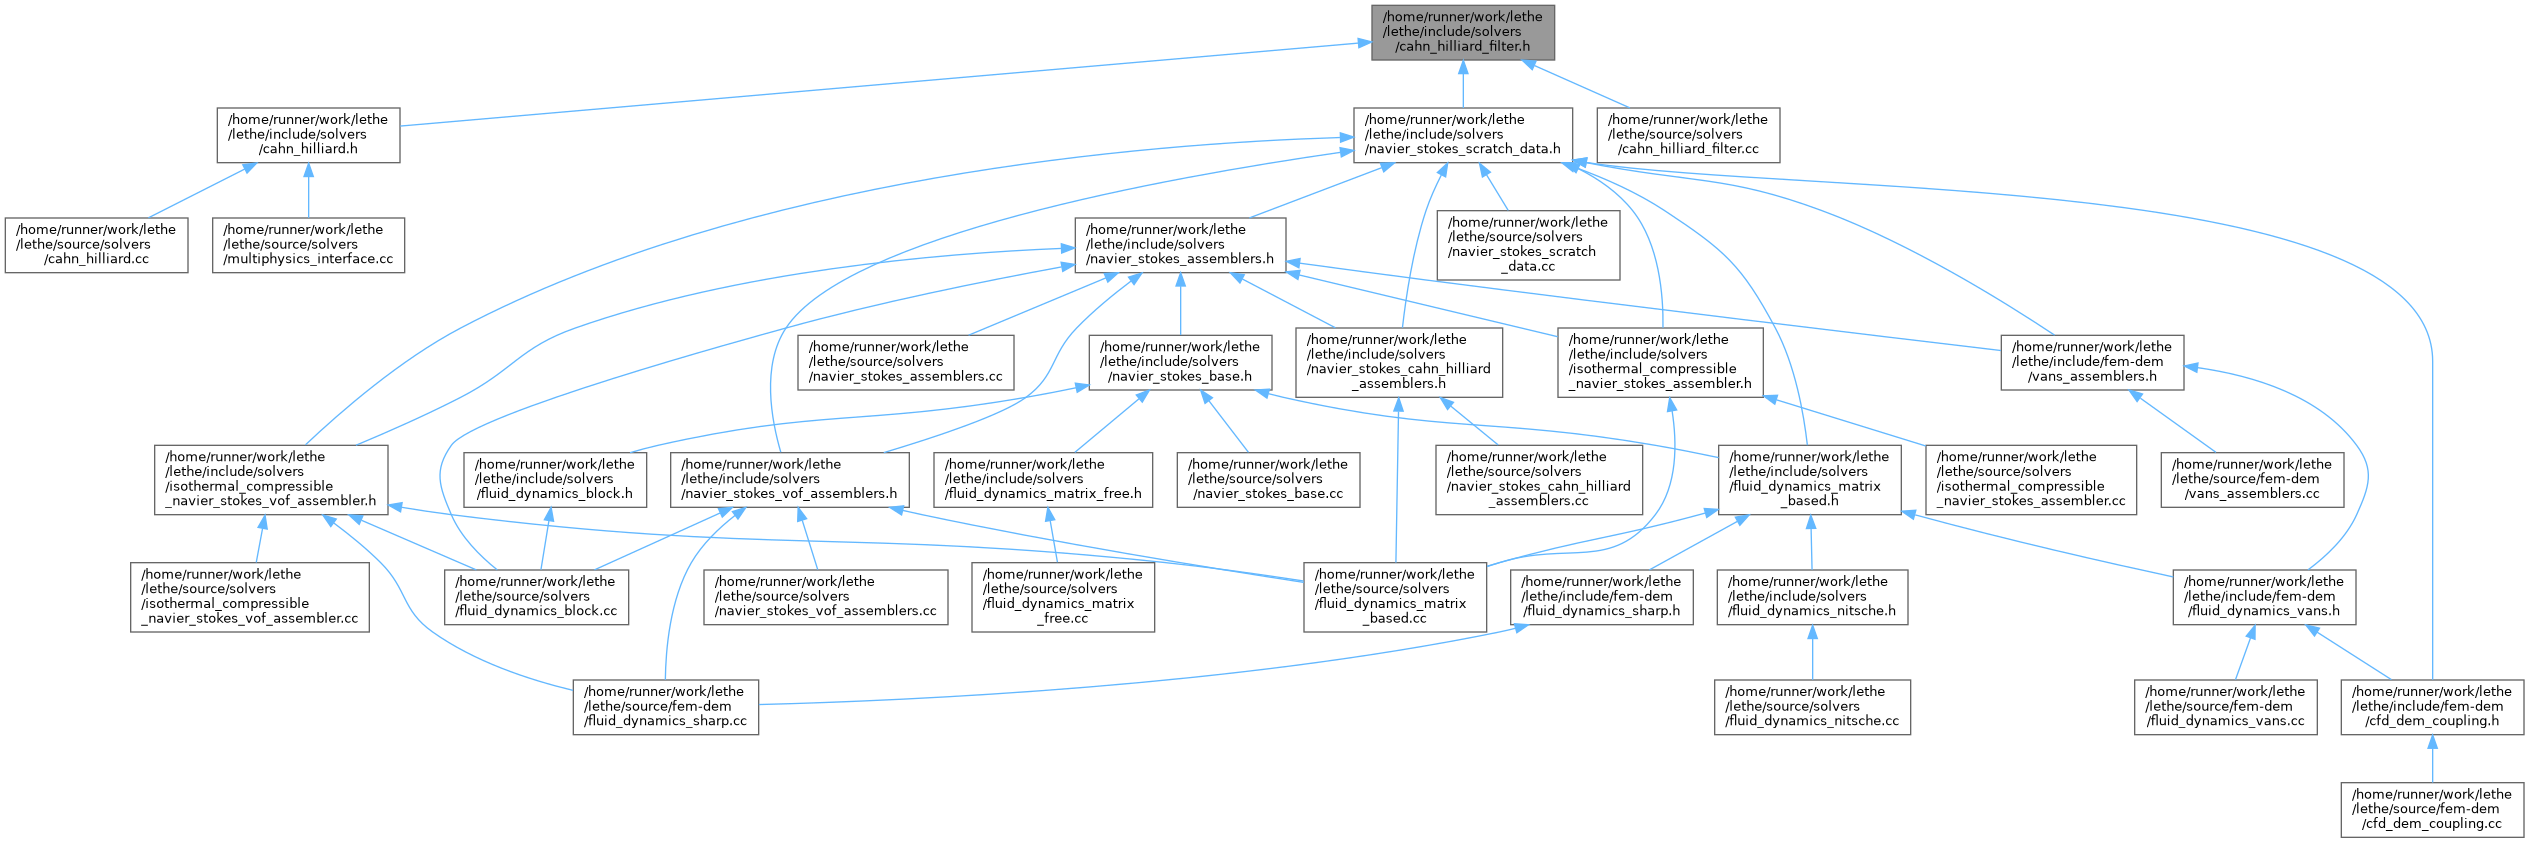 /home/runner/work/lethe
/lethe/include/solvers
/cahn_hilliard_filter.h
/home/runner/work/lethe
/lethe/include/solvers
/cahn_hilliard.h
/home/runner/work/lethe
/lethe/include/solvers
/navier_stokes_scratch_data.h
/home/runner/work/lethe
/lethe/source/solvers
/cahn_hilliard_filter.cc
/home/runner/work/lethe
/lethe/source/solvers
/cahn_hilliard.cc
/home/runner/work/lethe
/lethe/source/solvers
/multiphysics_interface.cc
/home/runner/work/lethe
/lethe/include/solvers
/navier_stokes_assemblers.h
/home/runner/work/lethe
/lethe/source/solvers
/navier_stokes_scratch
_data.cc
/home/runner/work/lethe
/lethe/source/solvers
/navier_stokes_assemblers.cc
/home/runner/work/lethe
/lethe/include/solvers
/navier_stokes_base.h
/home/runner/work/lethe
/lethe/include/solvers
/navier_stokes_cahn_hilliard
_assemblers.h
/home/runner/work/lethe
/lethe/include/solvers
/isothermal_compressible
_navier_stokes_assembler.h
/home/runner/work/lethe
/lethe/include/fem-dem
/vans_assemblers.h
/home/runner/work/lethe
/lethe/include/solvers
/isothermal_compressible
_navier_stokes_vof_assembler.h
/home/runner/work/lethe
/lethe/include/solvers
/fluid_dynamics_block.h
/home/runner/work/lethe
/lethe/include/solvers
/navier_stokes_vof_assemblers.h
/home/runner/work/lethe
/lethe/include/solvers
/fluid_dynamics_matrix_free.h
/home/runner/work/lethe
/lethe/source/solvers
/navier_stokes_base.cc
/home/runner/work/lethe
/lethe/source/solvers
/navier_stokes_cahn_hilliard
_assemblers.cc
/home/runner/work/lethe
/lethe/include/solvers
/fluid_dynamics_matrix
_based.h
/home/runner/work/lethe
/lethe/source/solvers
/isothermal_compressible
_navier_stokes_assembler.cc
/home/runner/work/lethe
/lethe/source/fem-dem
/vans_assemblers.cc
/home/runner/work/lethe
/lethe/source/solvers
/isothermal_compressible
_navier_stokes_vof_assembler.cc
/home/runner/work/lethe
/lethe/source/solvers
/fluid_dynamics_block.cc
/home/runner/work/lethe
/lethe/source/solvers
/navier_stokes_vof_assemblers.cc
/home/runner/work/lethe
/lethe/source/solvers
/fluid_dynamics_matrix
_free.cc
/home/runner/work/lethe
/lethe/source/solvers
/fluid_dynamics_matrix
_based.cc
/home/runner/work/lethe
/lethe/include/fem-dem
/fluid_dynamics_sharp.h
/home/runner/work/lethe
/lethe/include/solvers
/fluid_dynamics_nitsche.h
/home/runner/work/lethe
/lethe/include/fem-dem
/fluid_dynamics_vans.h
/home/runner/work/lethe
/lethe/source/fem-dem
/fluid_dynamics_sharp.cc
/home/runner/work/lethe
/lethe/source/solvers
/fluid_dynamics_nitsche.cc
/home/runner/work/lethe
/lethe/source/fem-dem
/fluid_dynamics_vans.cc
/home/runner/work/lethe
/lethe/include/fem-dem
/cfd_dem_coupling.h
/home/runner/work/lethe
/lethe/source/fem-dem
/cfd_dem_coupling.cc